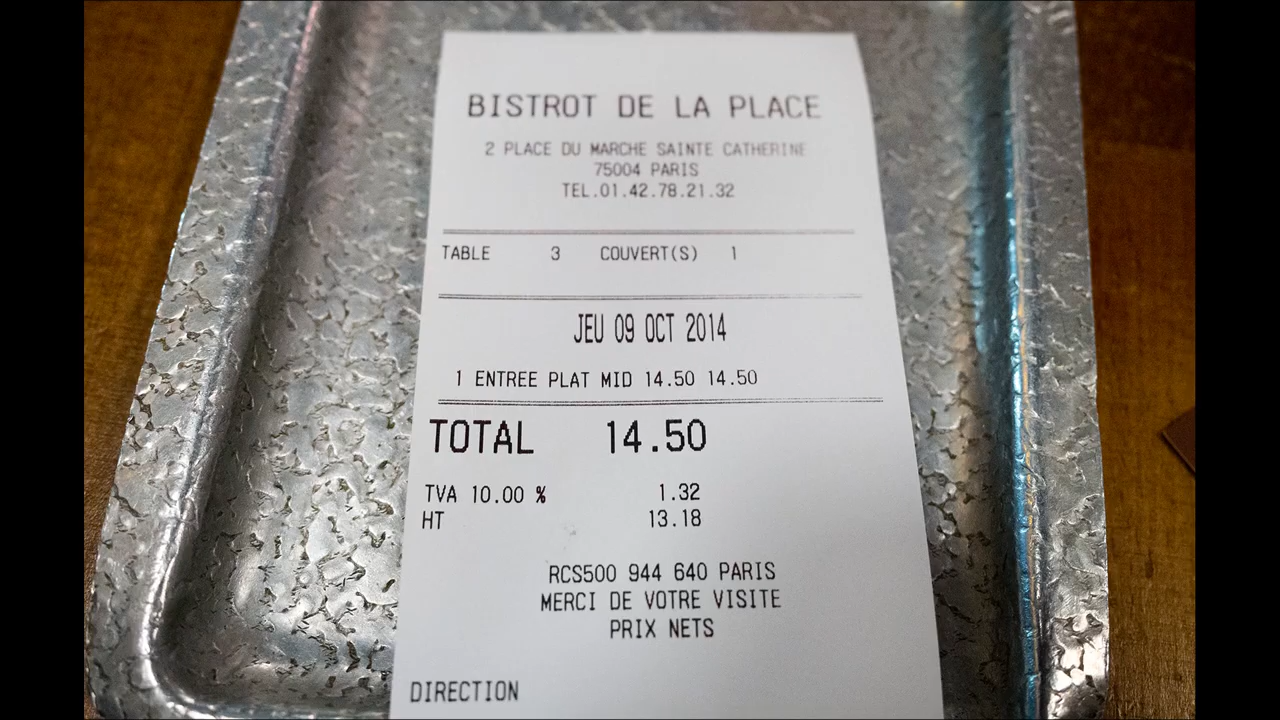 BISTROT DE LA PLACE
2 PLACE DU MARCHE SAINTE CATHERINE
75004 PARIS
TEL.01.42.78.21.32
TABLE 3 COUVERT(S) 1
JEU 09 OCT 2014
1 ENTREE PLAT MID 14.50 14.50
TOTAL 14.50
TVA 10.00 % 1.32
HT 13.18
RCS500 944 640 PARIS
MERCI DE VOTRE VISITE
PRIX NETS
DIRECTION